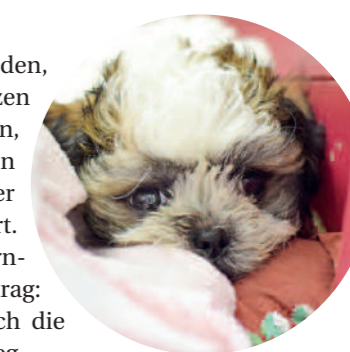 den,
zen
n,
n
er
rt.
rn-
rag:
ch die